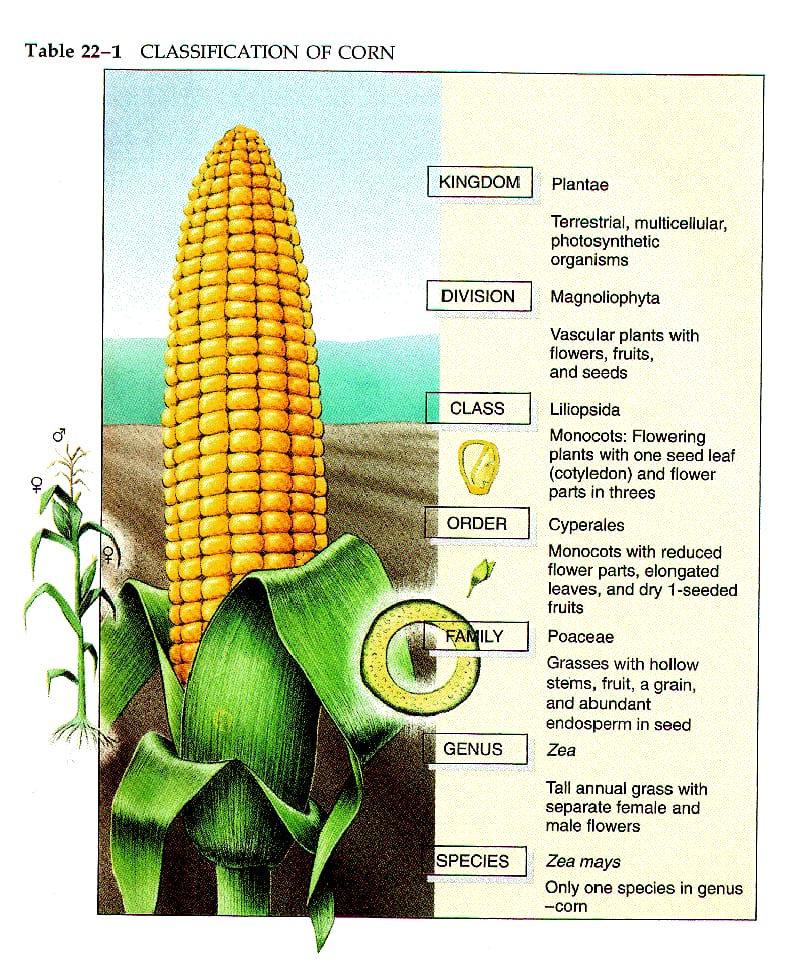 Table 22–1 CLASSIFICATION OF CORN
KINGDOM Plantae
Terrestrial, multicellular,
photosynthetic
organisms
DIVISION Magnoliophyta
Vascular plants with
flowers, fruits,
and seeds
CLASS Liliopsida
Monocots: Flowering
plants with one seed leaf
(cotyledon) and flower
parts in threes
ORDER Cyperales
Monocots with reduced
flower parts, elongated
leaves, and dry 1-seeded
fruits
FAMILY Poaceae
Grasses with hollow
stems, fruit, a grain,
and abundant
endosperm in seed
GENUS Zea
Tall annual grass with
separate female and
male flowers
SPECIES Zea mays
Only one species in genus
–corn
♂
♀
♀